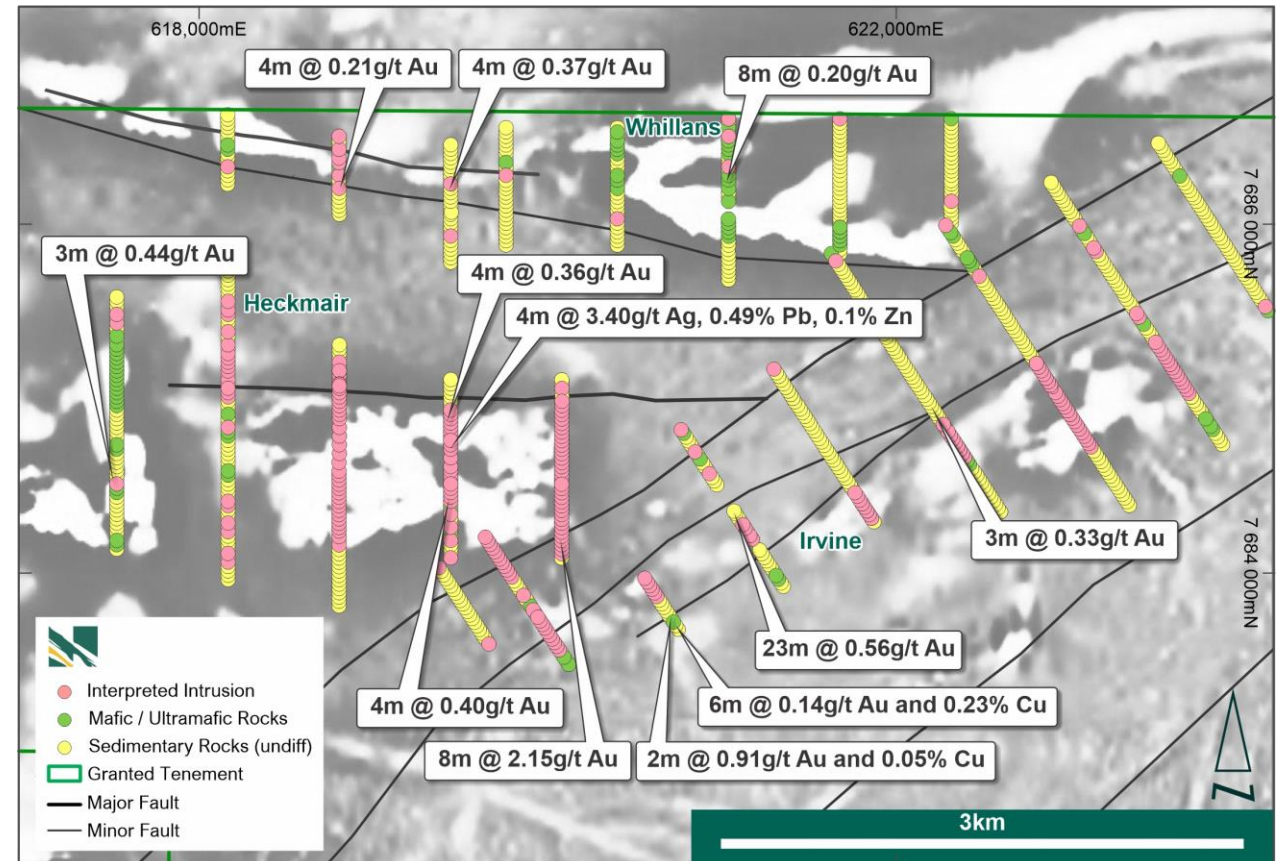 618,000mE
622,000mE
4m @ 0.21g/t Au
4m @ 0.37g/t Au
8m @ 0.20g/t Au
Whillans
7 686 000mN
3m @ 0.44g/t Au
4m @ 0.36g/t Au
Heckmair
4m @ 3.40g/t Ag, 0.49% Pb, 0.1% Zn
Irvine
3m @ 0.33g/t Au
7 684 000mN
23m @ 0.56g/t Au
4m @ 0.40g/t Au
6m @ 0.14g/t Au and 0.23% Cu
8m @ 2.15g/t Au
2m @ 0.91g/t Au and 0.05% Cu
Interpreted Intrusion
Mafic / Ultramafic Rocks
Sedimentary Rocks (undiff)
Granted Tenement
Major Fault
Minor Fault
N
3km